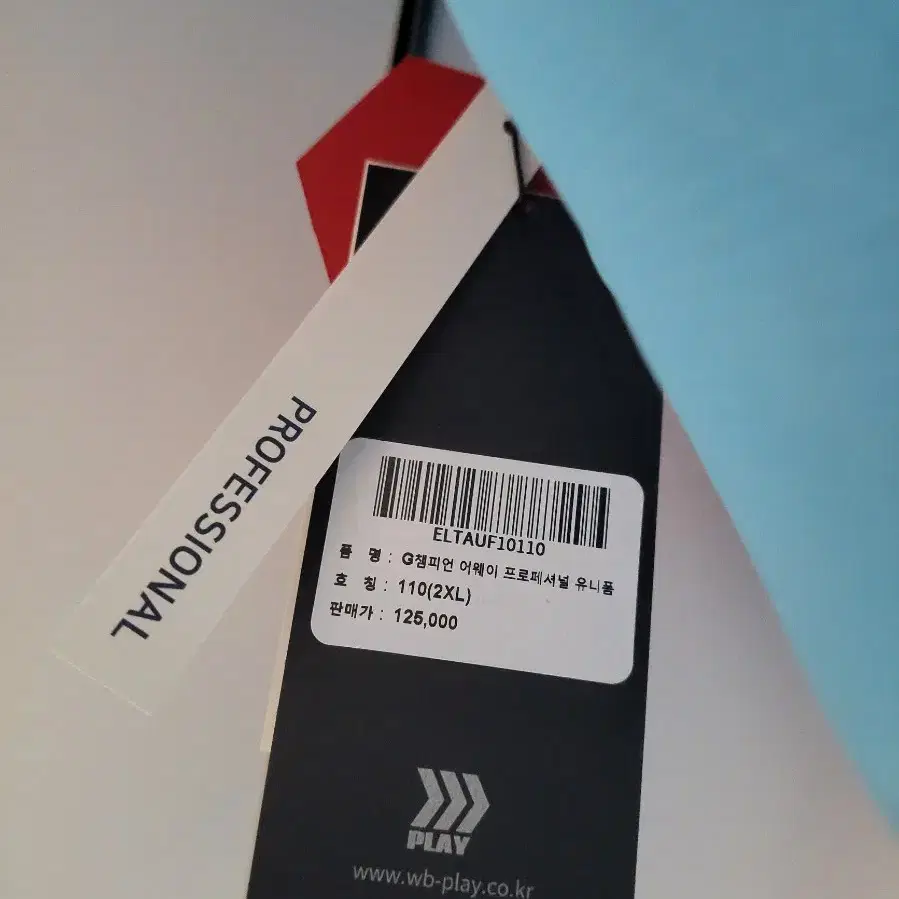 PROFESSIONAL
ELTAUF10110
품 명 : G챔피언 어웨이 프로페셔널 유니폼
호 칭 : 110(2XL)
판매가 : 125,000
PLAY
www.wb-play.co.kr